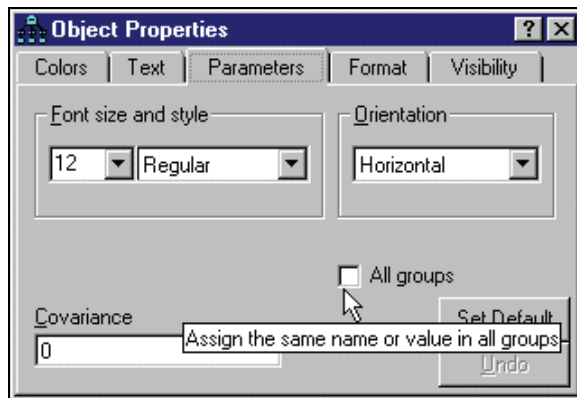 Object Properties
Colors Text Parameters Format Visibility
Font size and style
Orientation
12 Regular
Horizontal
All groups
Covariance
Set Default
Assign the same name or value in all groups
0
Undo